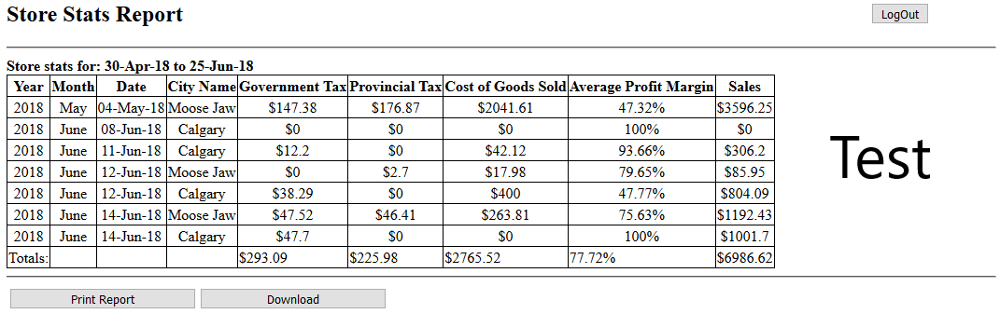 Store Stats Report
LogOut
Store stats for: 30-Apr-18 to 25-Jun-18
Year Month Date City Name Government Tax Provincial Tax Cost of Goods Sold Average Profit Margin Sales
2018 May 04-May-18 Moose Jaw $147.38 $176.87 $2041.61 47.32% $3596.25
2018 June 08-Jun-18 Calgary $0 $0 $0 100% $0
2018 June 11-Jun-18 Calgary $12.2 $0 $42.12 93.66% $306.2
2018 June 12-Jun-18 Moose Jaw $0 $2.7 $17.98 79.65% $85.95
2018 June 12-Jun-18 Calgary $38.29 $0 $400 47.77% $804.09
2018 June 14-Jun-18 Moose Jaw $47.52 $46.41 $263.81 75.63% $1192.43
2018 June 14-Jun-18 Calgary $47.7 $0 $0 100% $1001.7
Totals: $293.09 $225.98 $2765.52 77.72% $6986.62
Test
Print Report
Download